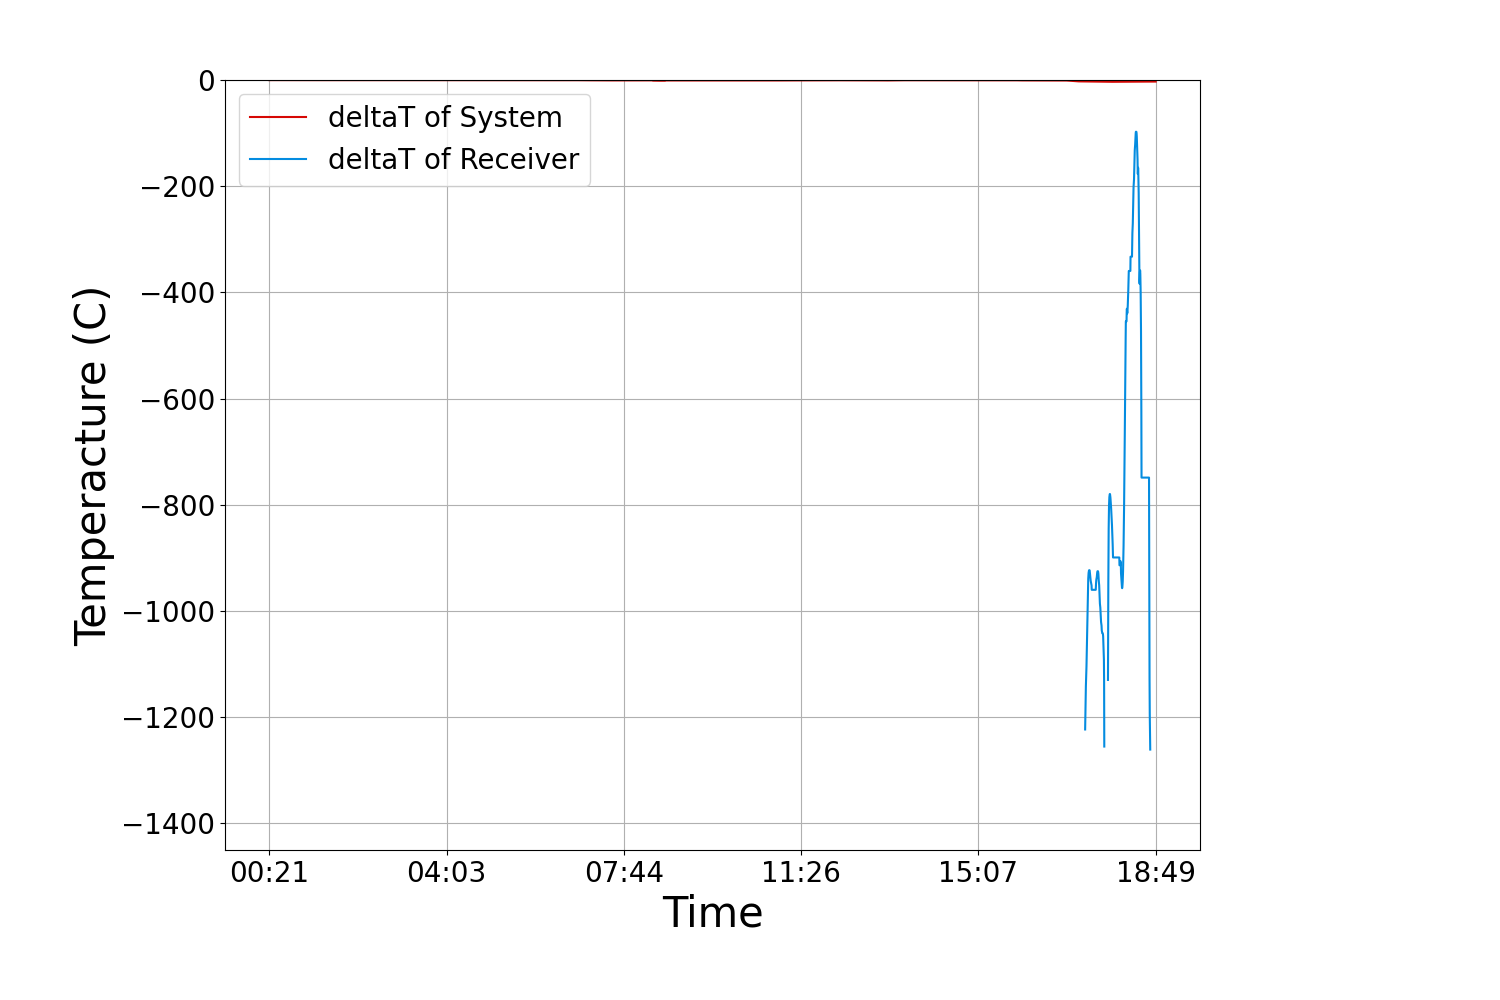 deltaT of System
deltaT of Receiver
0
−200
−400
−600
−800
−1000
−1200
−1400
Temperacture (C)
00:21 04:03 07:44 11:26 15:07 18:49
Time